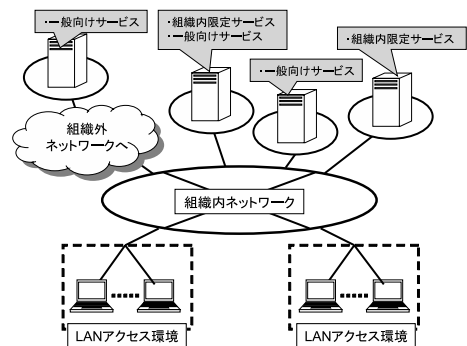 ・一般向けサービス
・組織内限定サービス
・一般向けサービス
・組織内限定サービス
・一般向けサービス
組織外
ネットワークへ
組織内ネットワーク
LANアクセス環境
LANアクセス環境